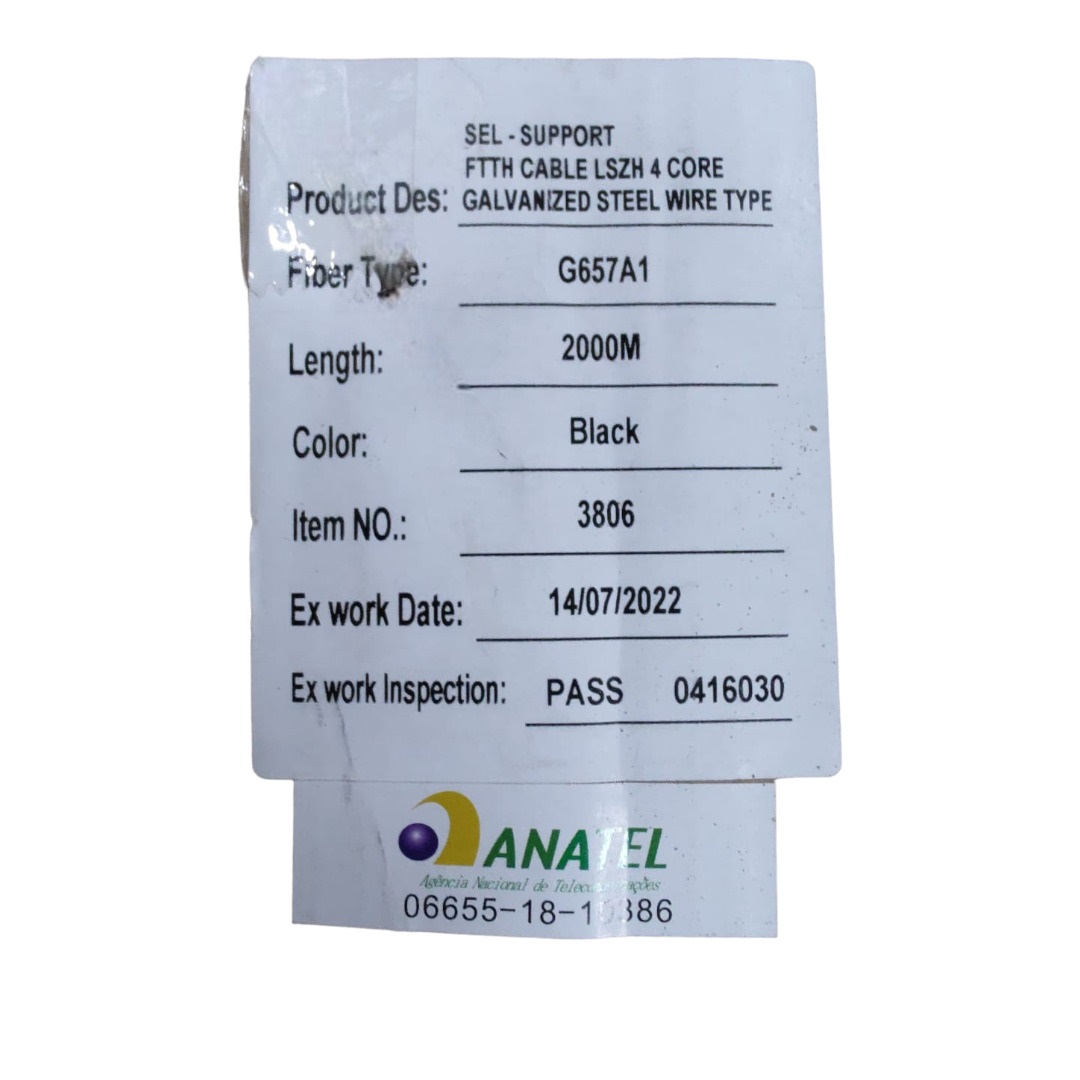 SEL - SUPPORT
FTTH CABLE LSZH 4 CORE
Product Des: GALVANIZED STEEL WIRE TYPE
Fiber Type: G657A1
Length: 2000M
Color: Black
Item NO.: 3806
Ex work Date: 14/07/2022
Ex work Inspection: PASS 0416030
ANATEL
Agência Nacional de Telecomunicações